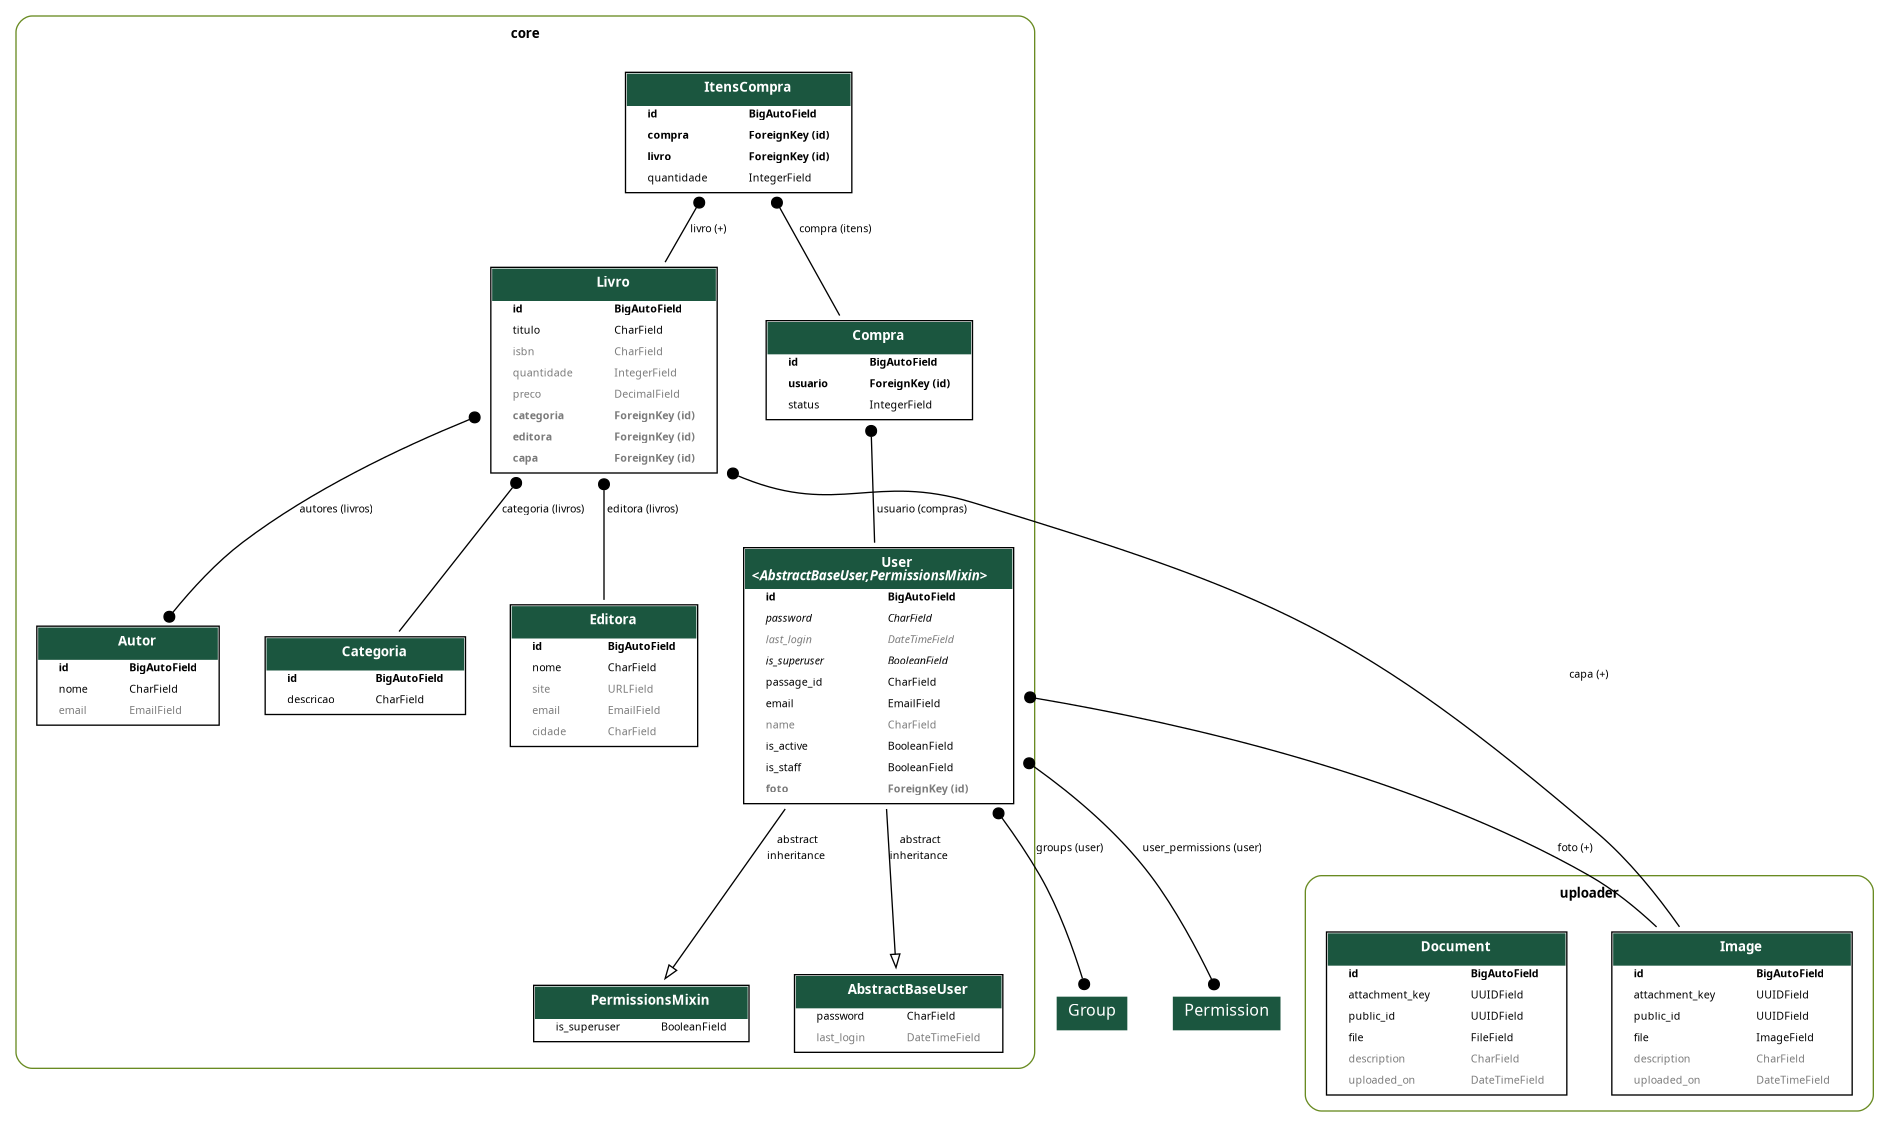 core
ItensCompra
id BigAutoField
compra ForeignKey (id)
livro ForeignKey (id)
quantidade IntegerField
livro (+)
compra (itens)
Livro
id BigAutoField
titulo CharField
isbn CharField
quantidade IntegerField
preco DecimalField
categoria ForeignKey (id)
editora ForeignKey (id)
capa ForeignKey (id)
Compra
id BigAutoField
usuario ForeignKey (id)
status IntegerField
autores (livros)
categoria (livros)
editora (livros)
usuario (compras)
Autor
id BigAutoField
nome CharField
email EmailField
Categoria
id BigAutoField
descricao CharField
Editora
id BigAutoField
nome CharField
site URLField
email EmailField
cidade CharField
User
<AbstractBaseUser,PermissionsMixin>
id BigAutoField
password CharField
last_login DateTimeField
is_superuser BooleanField
passage_id CharField
email EmailField
name CharField
is_active BooleanField
is_staff BooleanField
foto ForeignKey (id)
capa (+)
abstract
inheritance
abstract
inheritance
groups (user)
user_permissions (user)
foto (+)
PermissionsMixin
is_superuser BooleanField
AbstractBaseUser
password CharField
last_login DateTimeField
Group
Permission
uploader
Document
id BigAutoField
attachment_key UUIDField
public_id UUIDField
file FileField
description CharField
uploaded_on DateTimeField
Image
id BigAutoField
attachment_key UUIDField
public_id UUIDField
file ImageField
description CharField
uploaded_on DateTimeField